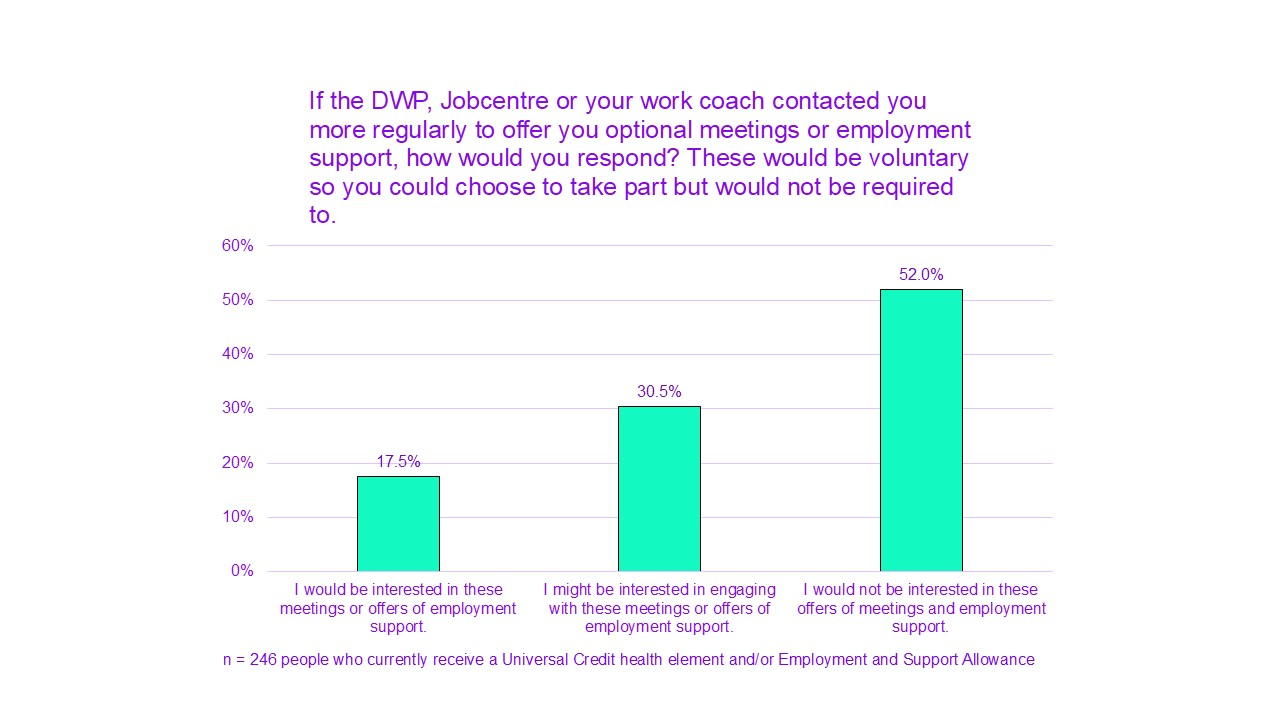 If the DWP, Jobcentre or your work coach contacted you
more regularly to offer you optional meetings or employment
support, how would you respond? These would be voluntary
so you could choose to take part but would not be required
to.
60%
52.0%
50%
40%
30.5%
30%
20%
17.5%
10%
0%
I would be interested in these
meetings or offers of employment
support.
I might be interested in engaging
with these meetings or offers of
employment support.
I would not be interested in these
offers of meetings and employment
support.
n = 246 people who currently receive a Universal Credit health element and/or Employment and Support Allowance